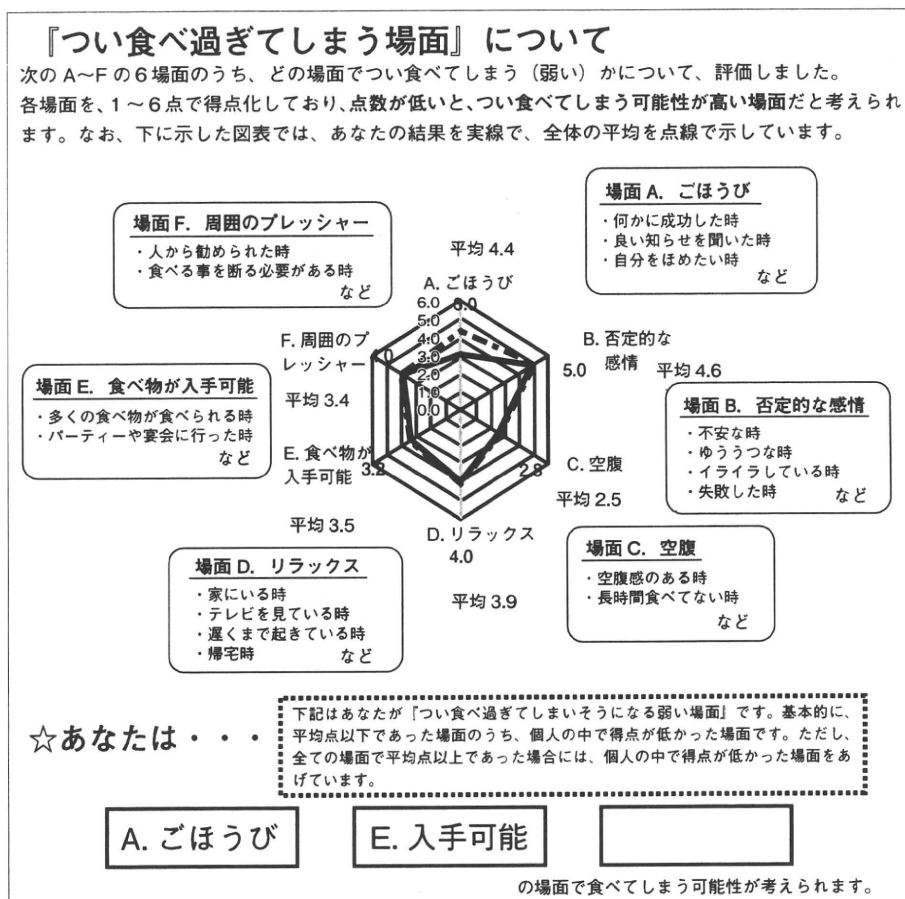 『つい食べ過ぎてしまう場面』について
次のA~Fの6場面のうち、どの場面でつい食べてしまう（弱い）かについて、評価しました。
各場面を、1～6点で得点化しており、点数が低いと、つい食べてしまう可能性が高い場面だと考えられ
ます。なお、下に示した図表では、あなたの結果を実線で、全体の平均を点線で示しています。
場面F. 周囲のプレッシャー
・人から勧められた時
・食べる事を断る必要がある時
など
場面A. ごほうび
・何かに成功した時
・良い知らせを聞いた時
・自分をほめたい時
など
平均 4.4
A. ごほうび
3.0
6.0
5.0
4.0
3.0
2.0
1.0
0.0
F. 周囲のプ
レッシャー
平均 3.4
B. 否定的な
感情
5.0
平均 4.6
場面E. 食べ物が入手可能
・多くの食べ物が食べられる時
・パーティーや宴会に行った時
など
場面B. 否定的な感情
・不安な時
・ゆううつな時
・イライラしている時
・失敗した時
など
E. 食べ物が
入手可能
3.2
平均 3.5
C. 空腹
2.8
平均 2.5
D. リラックス
4.0
平均 3.9
場面D. リラックス
・家にいる時
・テレビを見ている時
・遅くまで起きている時
・帰宅時
など
場面C. 空腹
・空腹感のある時
・長時間食べてない時
など
☆あなたは・・・
下記はあなたが『つい食べ過ぎてしまいそうになる弱い場面』です。基本的に、
平均点以下であった場面のうち、個人の中で得点が低かった場面です。ただし、
全ての場面で平均点以上であった場合には、個人の中で得点が低かった場面をあ
げています。
A. ごほうび
E. 入手可能
の場面で食べてしまう可能性が考えられます。